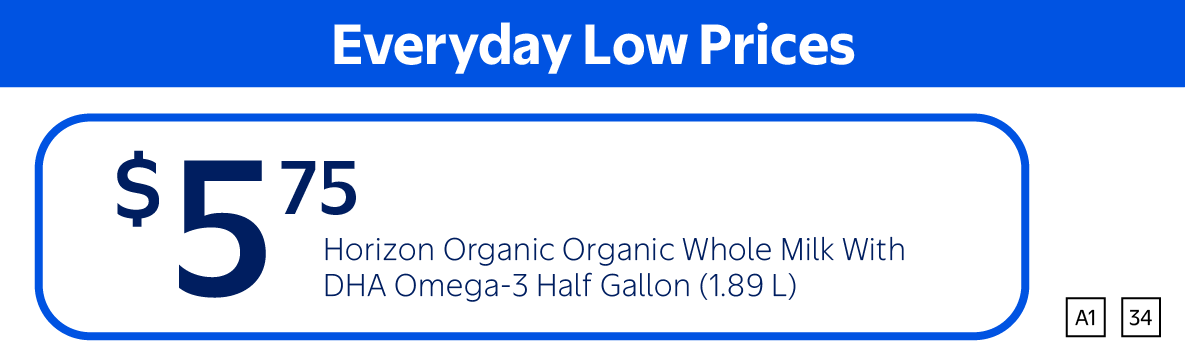 Everyday Low Prices
$5 75
Horizon Organic Organic Whole Milk With
DHA Omega-3 Half Gallon (1.89 L)
A1 34